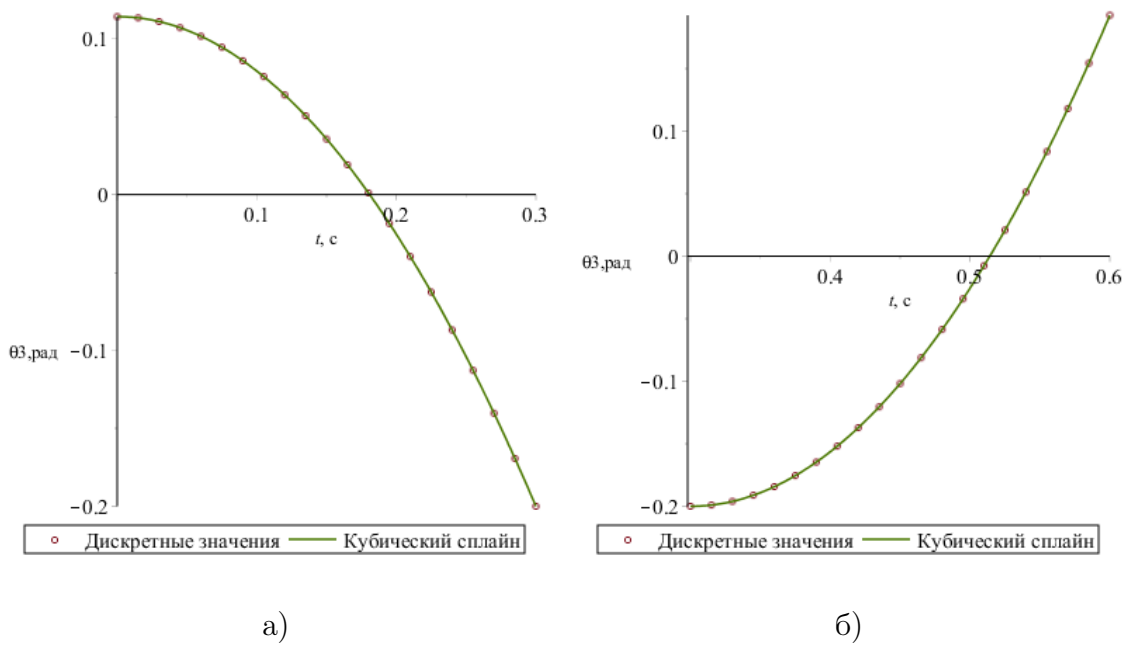 0.1
0
0.1
0.2
0.3
t, с
θ3,рад
−0.1
−0.2
Дискретные значения
Кубический сплайн
а)
0.1
0
θ3,рад
0.4
0.5
0.6
t, с
−0.1
−0.2
Дискретные значения
Кубический сплайн
б)